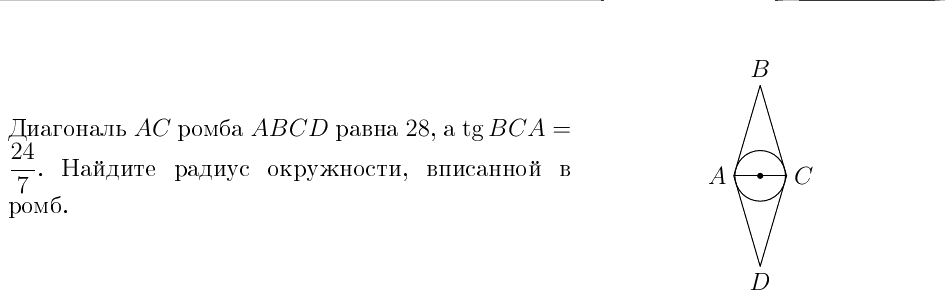 Диагональ AC ромба ABCD равна 28, а tg BCA =
24/7. Найдите радиус окружности, вписанной в
ромб.
B
A
C
D